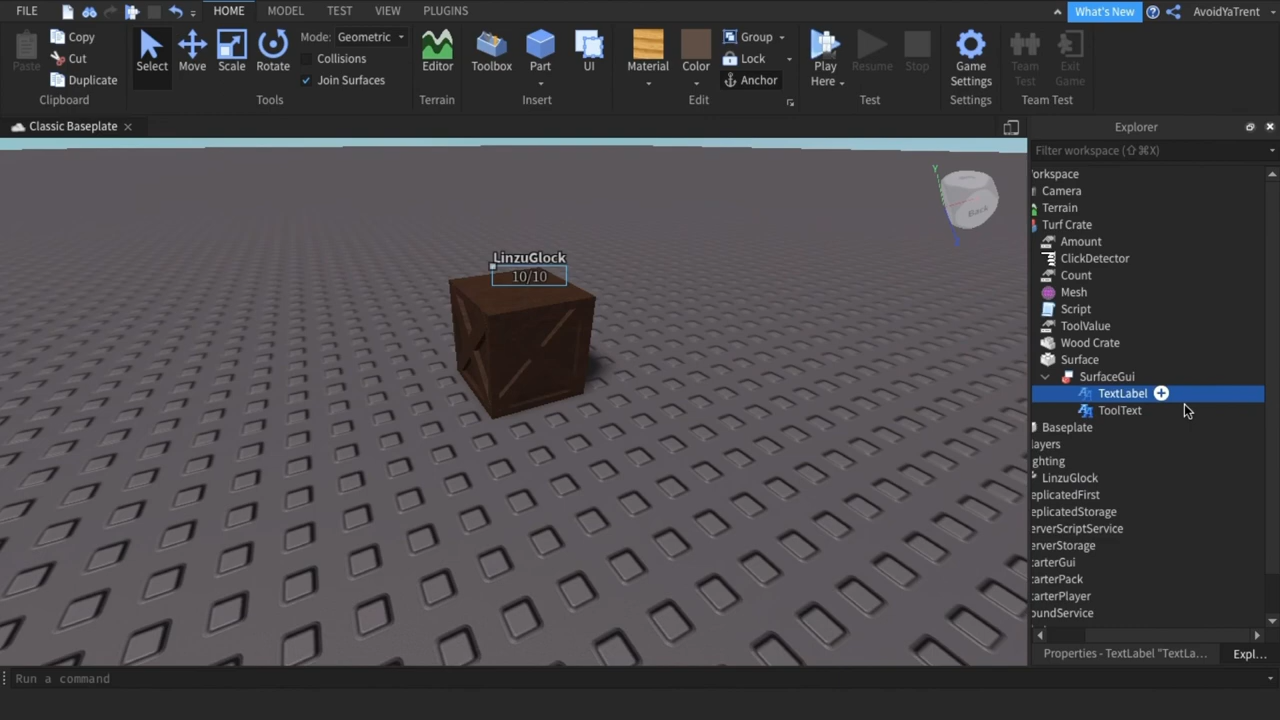 FILE HOME MODEL TEST VIEW PLUGINS What's New AvoidYaTrent
Paste Copy Cut Duplicate Clipboard
Select Move Scale Rotate Mode: Geometric Collisions Join Surfaces Tools
Editor Terrain
Toolbox Part UI Insert
Material Color Group Lock Anchor Edit
Play Here Resume Stop Test
Game Settings Settings
Team Test Exit Game Team Test
Classic Baseplate
Explorer
Filter workspace (⇧⌘X)
orkspace
Camera
Terrain
Turf Crate
Amount
ClickDetector
Count
Mesh
Script
ToolValue
Wood Crate
Surface
SurfaceGui
TextLabel
ToolText
Baseplate
layers
ghting
LinzuGlock
eplicatedFirst
eplicatedStorage
erverScriptService
erverStorage
tarterGui
tarterPack
tarterPlayer
oundService
LinzuGlock
10/10
Y
Back
Properties - TextLabel "TextLa... Expl...
Run a command